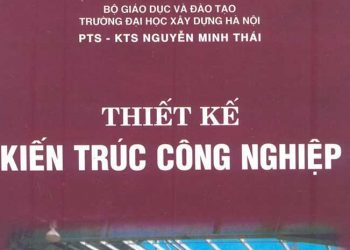 BỘ GIÁO DỤC VÀ ĐÀO TẠO
TRƯỜNG ĐẠI HỌC XÂY DỰNG HÀ NỘI
PTS - KTS NGUYỄN MINH THÁI
THIẾT KẾ
KIẾN TRÚC CÔNG NGHIỆP